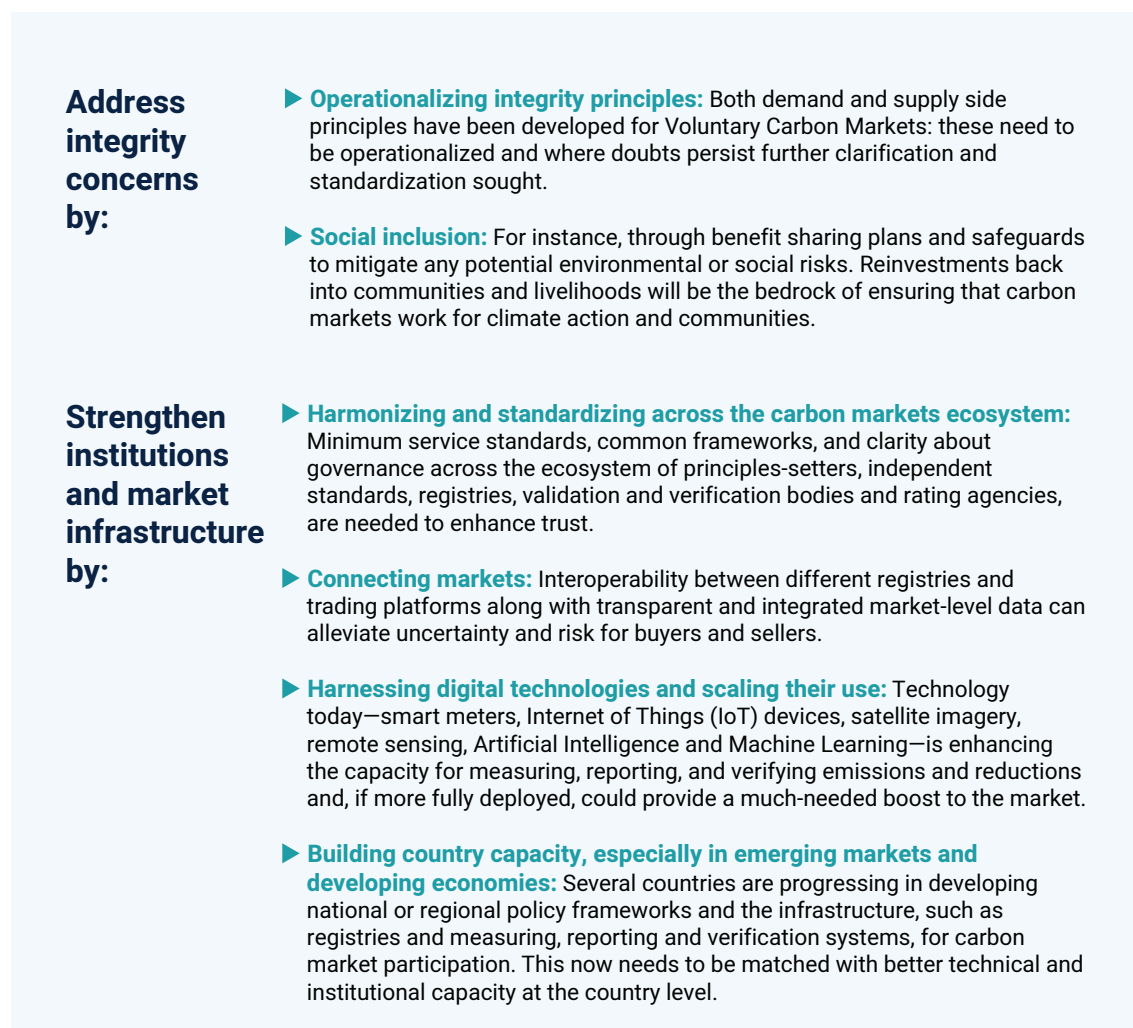 Address
integrity
concerns
by:
▶ Operationalizing integrity principles: Both demand and supply side
principles have been developed for Voluntary Carbon Markets: these need to
be operationalized and where doubts persist further clarification and
standardization sought.
▶ Social inclusion: For instance, through benefit sharing plans and safeguards
to mitigate any potential environmental or social risks. Reinvestments back
into communities and livelihoods will be the bedrock of ensuring that carbon
markets work for climate action and communities.
Strengthen
institutions
and market
infrastructure
by:
▶ Harmonizing and standardizing across the carbon markets ecosystem:
Minimum service standards, common frameworks, and clarity about
governance across the ecosystem of principles-setters, independent
standards, registries, validation and verification bodies and rating agencies,
are needed to enhance trust.
▶ Connecting markets: Interoperability between different registries and
trading platforms along with transparent and integrated market-level data can
alleviate uncertainty and risk for buyers and sellers.
▶ Harnessing digital technologies and scaling their use: Technology
today—smart meters, Internet of Things (IoT) devices, satellite imagery,
remote sensing, Artificial Intelligence and Machine Learning—is enhancing
the capacity for measuring, reporting, and verifying emissions and reductions
and, if more fully deployed, could provide a much-needed boost to the market.
▶ Building country capacity, especially in emerging markets and
developing economies: Several countries are progressing in developing
national or regional policy frameworks and the infrastructure, such as
registries and measuring, reporting and verification systems, for carbon
market participation. This now needs to be matched with better technical and
institutional capacity at the country level.